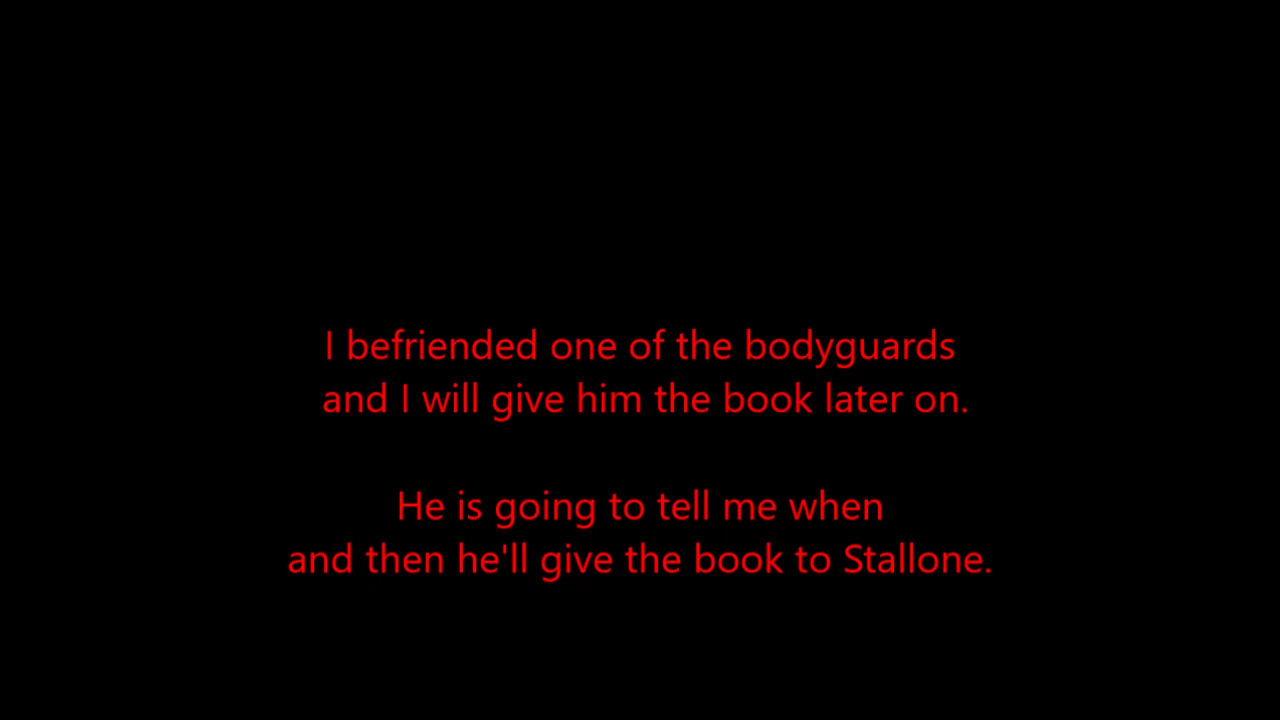 I befriended one of the bodyguards
and I will give him the book later on.
He is going to tell me when
and then he'll give the book to Stallone.